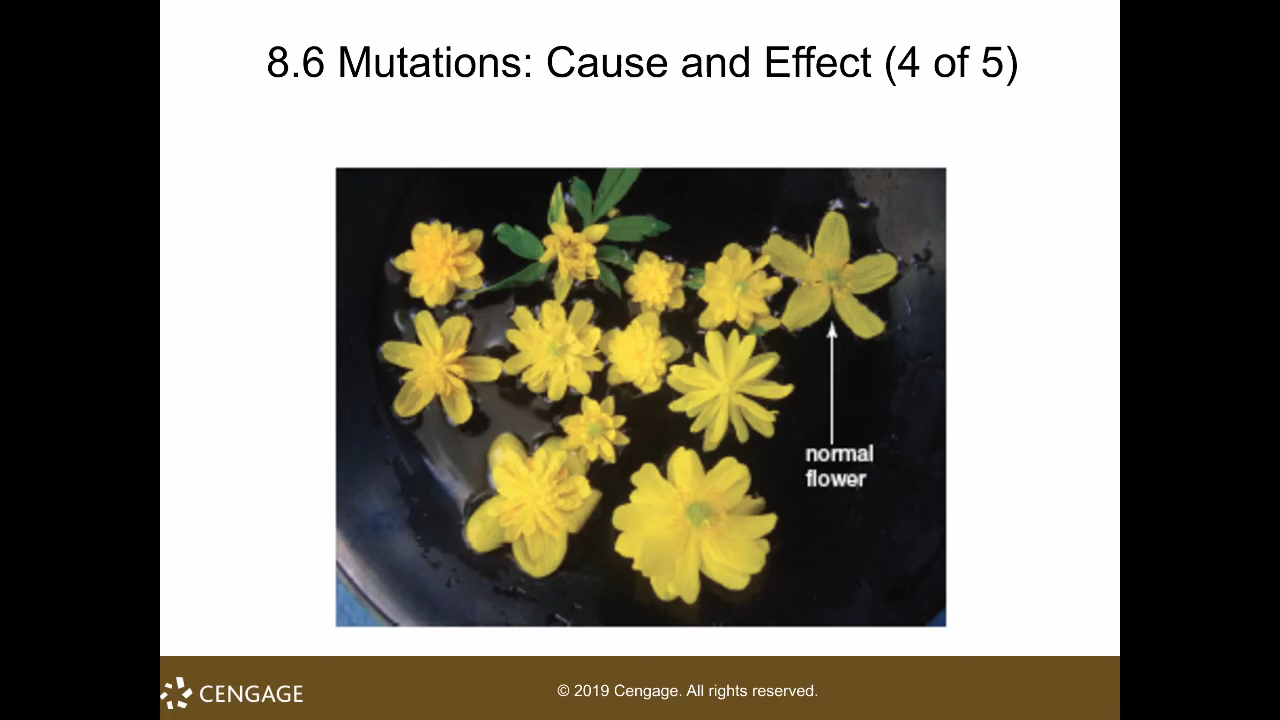 8.6 Mutations: Cause and Effect (4 of 5)
normal
flower
CENGAGE
© 2019 Cengage. All rights reserved.